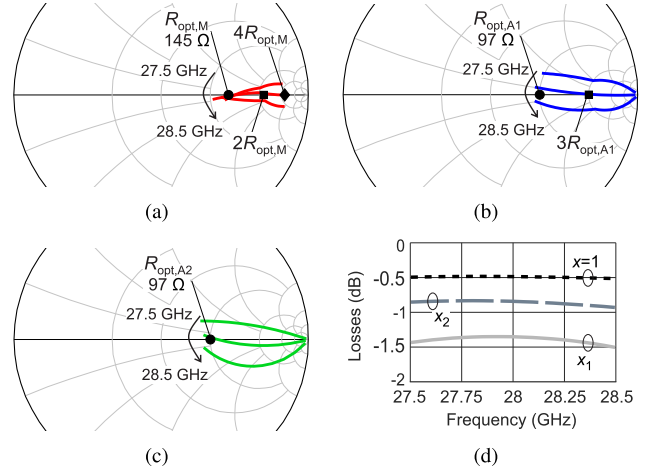 R_opt,M
145 Ω
4R_opt,M
27.5 GHz
28.5 GHz
2R_opt,M
(a)
R_opt,A1
97 Ω
27.5 GHz
28.5 GHz
3R_opt,A1
(b)
R_opt,A2
97 Ω
27.5 GHz
28.5 GHz
(c)
Losses (dB)
0
-0.5
-1
-1.5
-2
x=1
x_2
x_1
27.5 27.75 28 28.25 28.5
Frequency (GHz)
(d)